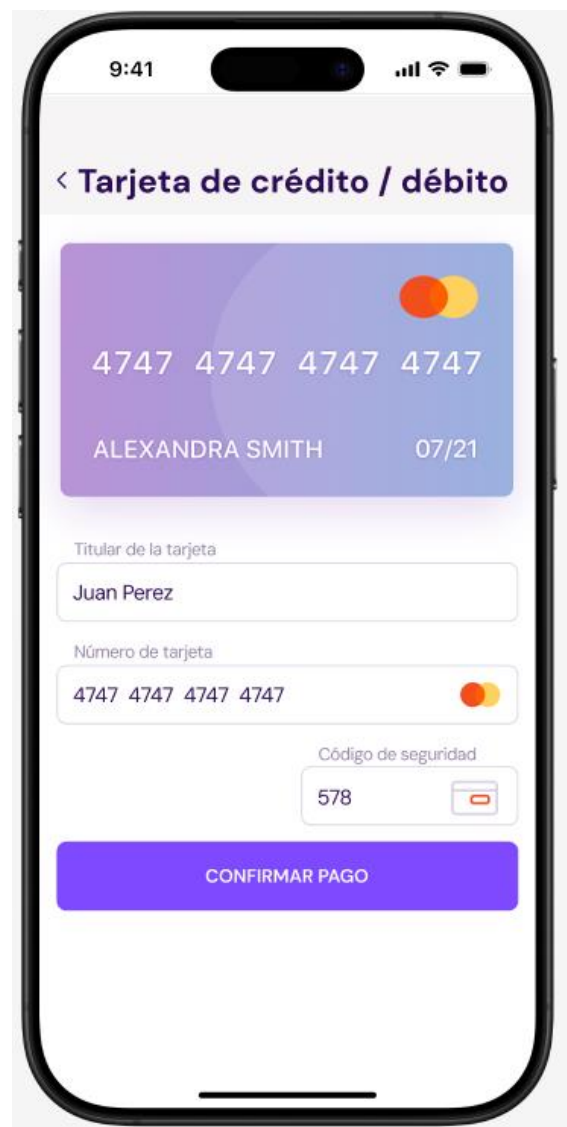 9:41
< Tarjeta de crédito / débito
4747 4747 4747 4747
ALEXANDRA SMITH 07/21
Titular de la tarjeta
Juan Perez
Número de tarjeta
4747 4747 4747 4747
Código de seguridad
578
CONFIRMAR PAGO